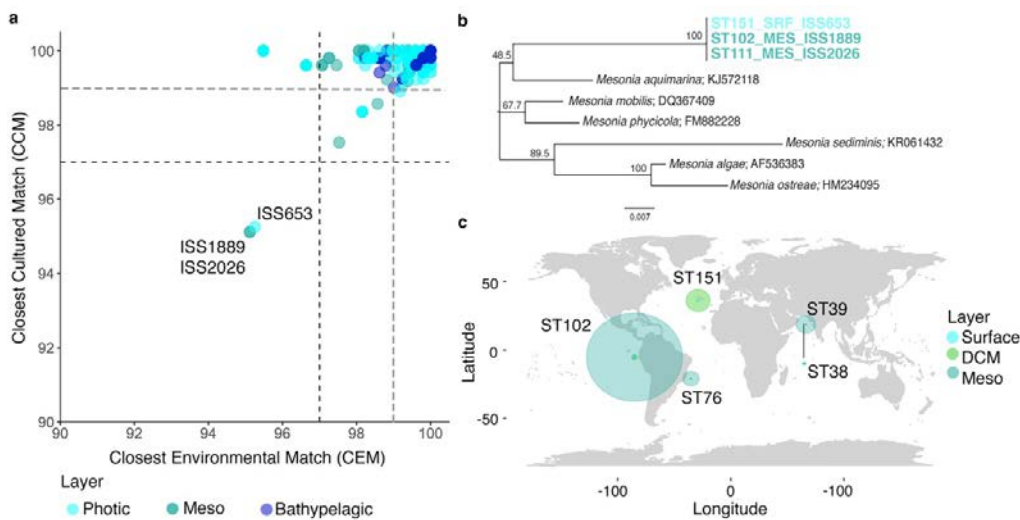 a
Closest Cultured Match (CCM)
100
98
96
94
92
91
90
ISS653
ISS1889
ISS2026
90
92
94
96
98
100
Closest Environmental Match (CEM)
Layer
Photic
Meso
Bathypelagic
b
ST151_SRF_ISS653
ST102_MES_ISS1889
ST111_MES_ISS2026
100
48.5
Mesonia aquimarina; KJ572118
67.7
Mesonia mobilis; DQ367409
Mesonia phycicola; FM882228
89.5
Mesonia sediminis; KR061432
100
Mesonia algae; AF536383
Mesonia ostreae; HM234095
0.007
c
Latitude
50
0
-50
ST151
ST39
ST102
ST38
ST76
-100
0
-100
Longitude
Layer
Surface
DCM
Meso